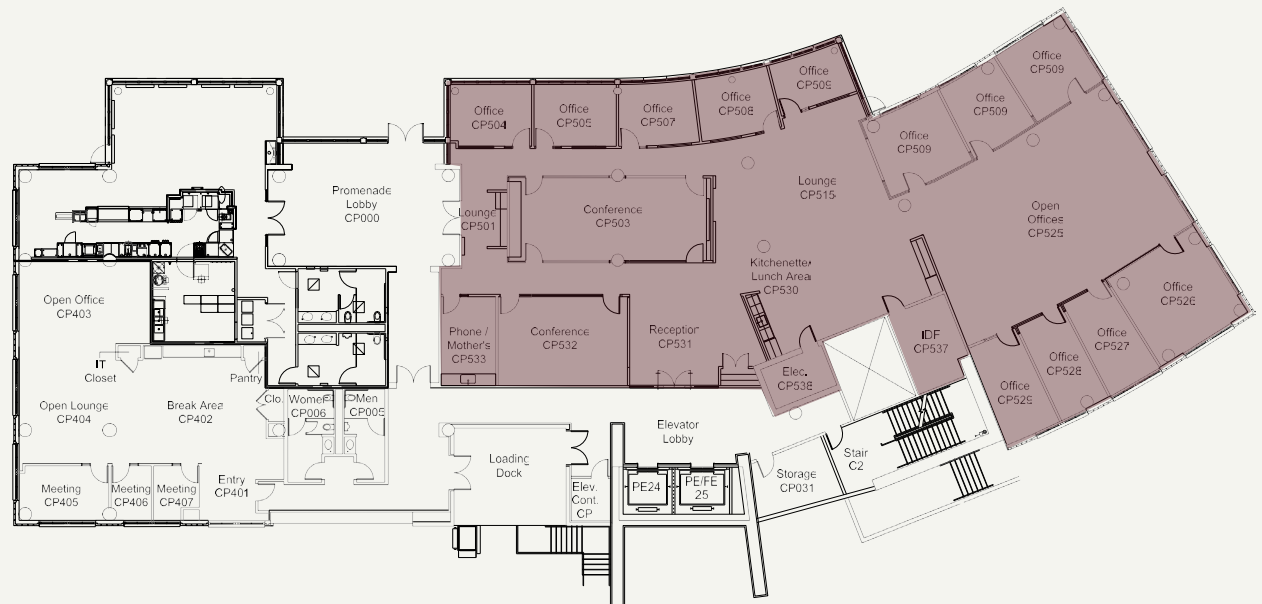 Office
CP509
Office
CP509
Office
CP509
Office
CP509
Office
CP508
Office
CP507
Office
CP505
Office
CP504
Promenade
Lobby
CP000
Lounge
CP501
Conference
CP503
Lounge
CP515
Open
Offices
CP525
Kitchenette/
Lunch Area
CP530
Open Office
CP403
Phone /
Mother's
CP533
Conference
CP532
Reception
CP531
IDF
CP537
Office
CP526
Office
CP527
Office
CP528
Office
CP529
Elec.
CP538
IT
Closet
Pantry
Open Lounge
CP404
Break Area
CP402
Clo.
Women
CP006
Men
CP005
Elevator
Lobby
Loading
Dock
Stair
C2
Storage
CP031
Meeting
CP405
Meeting
CP406
Meeting
CP407
Entry
CP401
Elev.
Cont.
CP
PE24
PE/FE
25